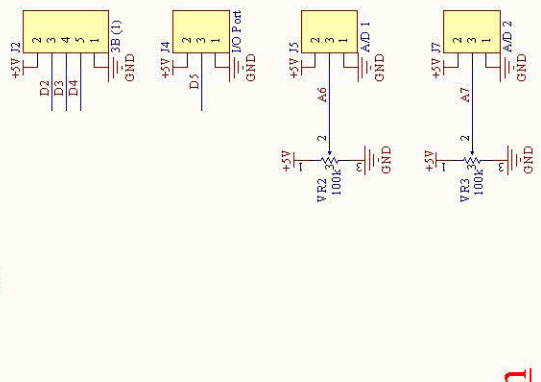 J2
3B (1)
2
3
4
5
1
+5V
D2
D3
D4
GND
J4
I/O Port
2
3
1
+5V
D5
GND
J5
A/D 1
2
3
1
+5V
A6
GND
2
+5V
1
3
3
GND
VR2
100k
J7
A/D 2
2
3
1
+5V
A7
GND
2
+5V
1
3
3
GND
VR3
100k